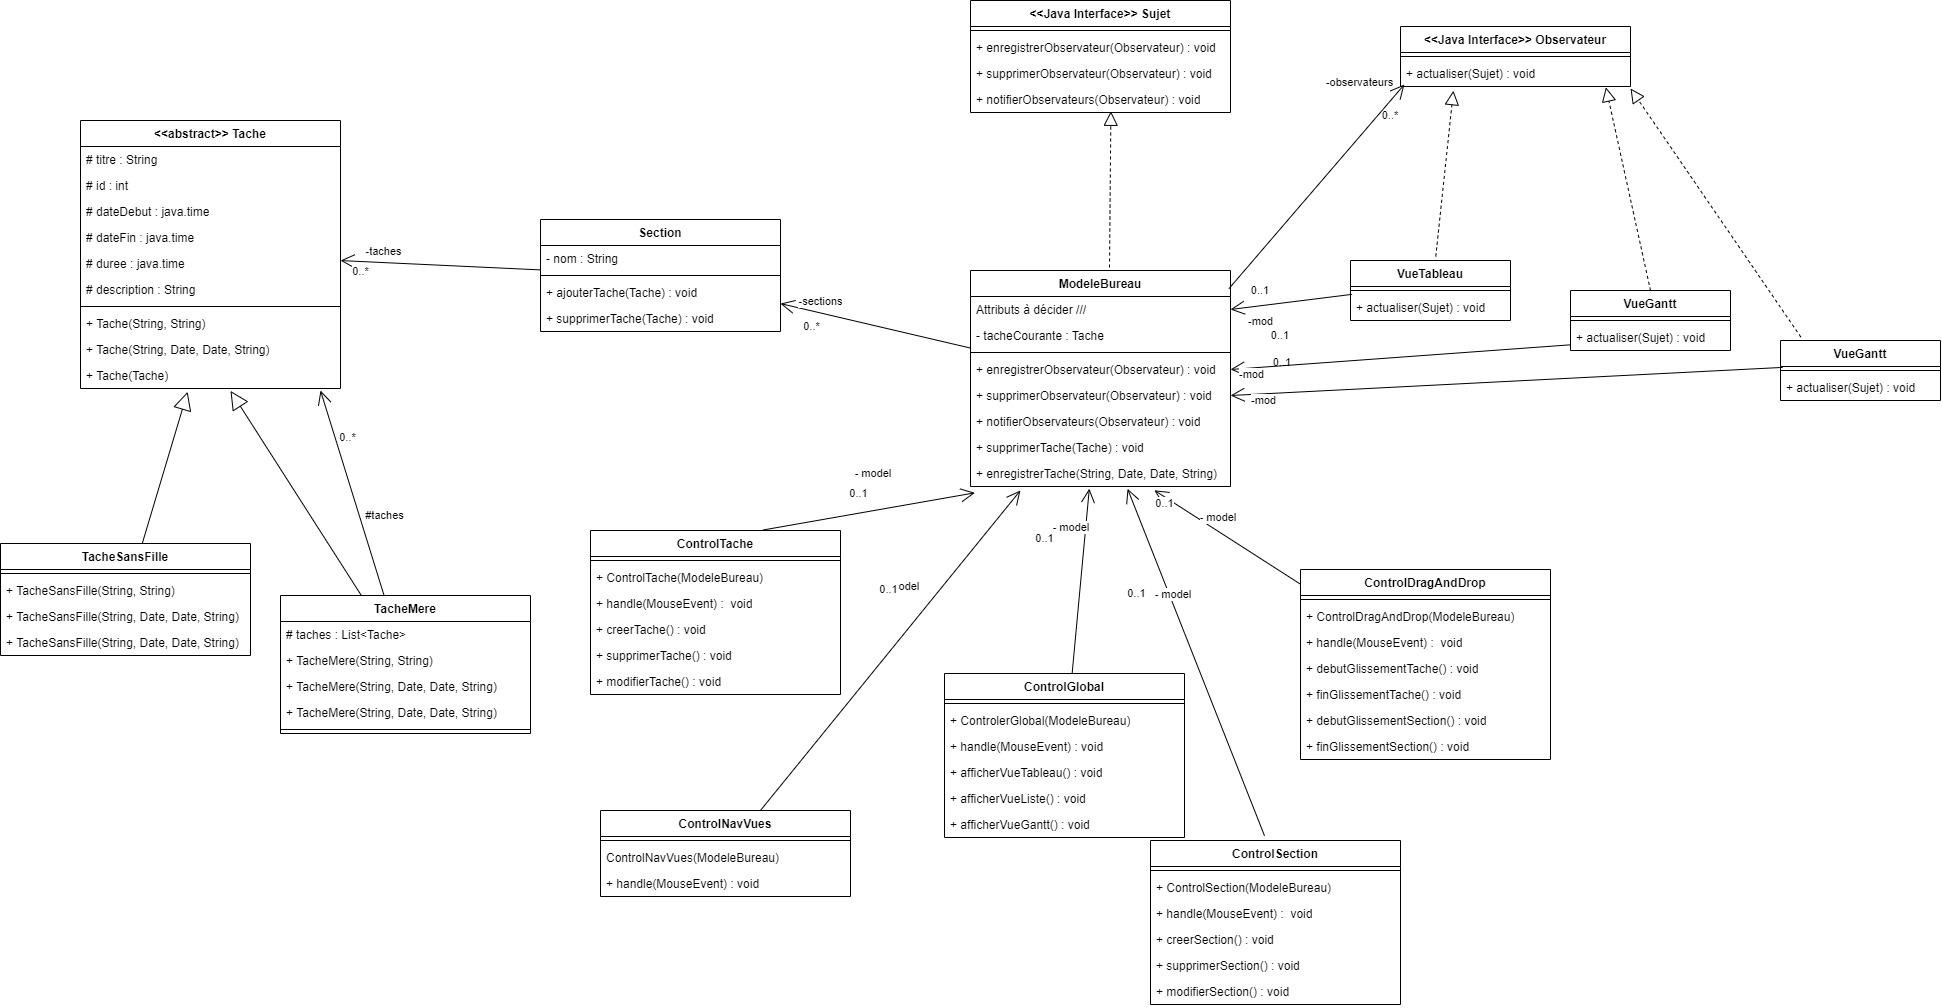 <<Java Interface>> Sujet
+ enregistrerObservateur(Observateur) : void
+ supprimerObservateur(Observateur) : void
+ notifierObservateurs(Observateur) : void
<<Java Interface>> Observateur
+ actualiser(Sujet) : void
-observateurs
0..*
<<abstract>> Tache
# titre : String
# id : int
# dateDebut : java.time
# dateFin : java.time
# duree : java.time
# description : String
+ Tache(String, String)
+ Tache(String, Date, Date, String)
+ Tache(Tache)
-taches
0..*
Section
- nom : String
+ ajouterTache(Tache) : void
+ supprimerTache(Tache) : void
-sections
0..*
ModeleBureau
Attributs à décider ///
- tacheCourante : Tache
+ enregistrerObservateur(Observateur) : void
+ supprimerObservateur(Observateur) : void
+ notifierObservateurs(Observateur) : void
+ supprimerTache(Tache) : void
+ enregistrerTache(String, Date, Date, String)
0..1
-mod
0..1
0..1
-mod
-mod
VueTableau
+ actualiser(Sujet) : void
VueGantt
+ actualiser(Sujet) : void
VueGantt
+ actualiser(Sujet) : void
0..*
#taches
TacheSansFille
+ TacheSansFille(String, String)
+ TacheSansFille(String, Date, Date, String)
+ TacheSansFille(String, Date, Date, String)
TacheMere
# taches : List<Tache>
+ TacheMere(String, String)
+ TacheMere(String, Date, Date, String)
+ TacheMere(String, Date, Date, String)
- model
0..1
ControlTache
+ ControlTache(ModeleBureau)
+ handle(MouseEvent) :  void
+ creerTache() : void
+ supprimerTache() : void
+ modifierTache() : void
0..1
odel
- model
0..1
0..1
- model
0..1
- model
ControlDragAndDrop
+ ControlDragAndDrop(ModeleBureau)
+ handle(MouseEvent) :  void
+ debutGlissementTache() : void
+ finGlissementTache() : void
+ debutGlissementSection() : void
+ finGlissementSection() : void
ControlGlobal
+ ControlerGlobal(ModeleBureau)
+ handle(MouseEvent) : void
+ afficherVueTableau() : void
+ afficherVueListe() : void
+ afficherVueGantt() : void
ControlNavVues
ControlNavVues(ModeleBureau)
+ handle(MouseEvent) : void
ControlSection
+ ControlSection(ModeleBureau)
+ handle(MouseEvent) :  void
+ creerSection() : void
+ supprimerSection() : void
+ modifierSection() : void